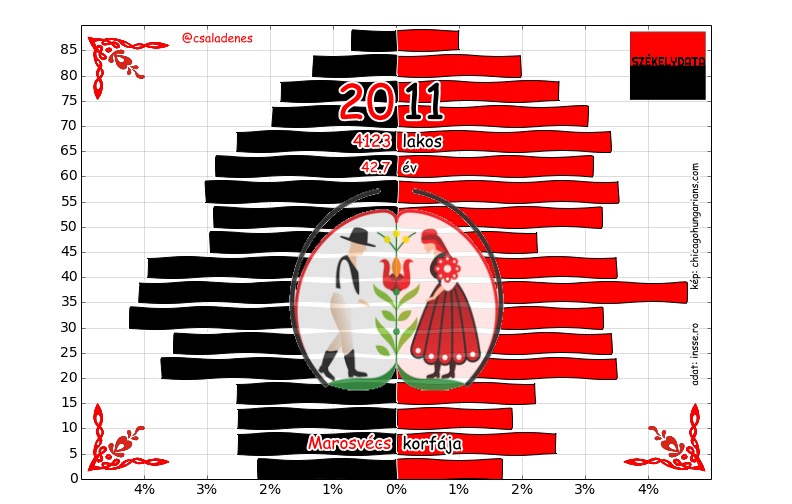 @csaladenes
SZÉKELYDATA
2011
4123 lakos
42.7 év
kép: chicagohungarians.com
adat: insse.ro
Marosvécs korfája
85
80
75
70
65
60
55
50
45
40
35
30
25
20
15
10
5
0
4% 3% 2% 1% 0% 1% 2% 3% 4%